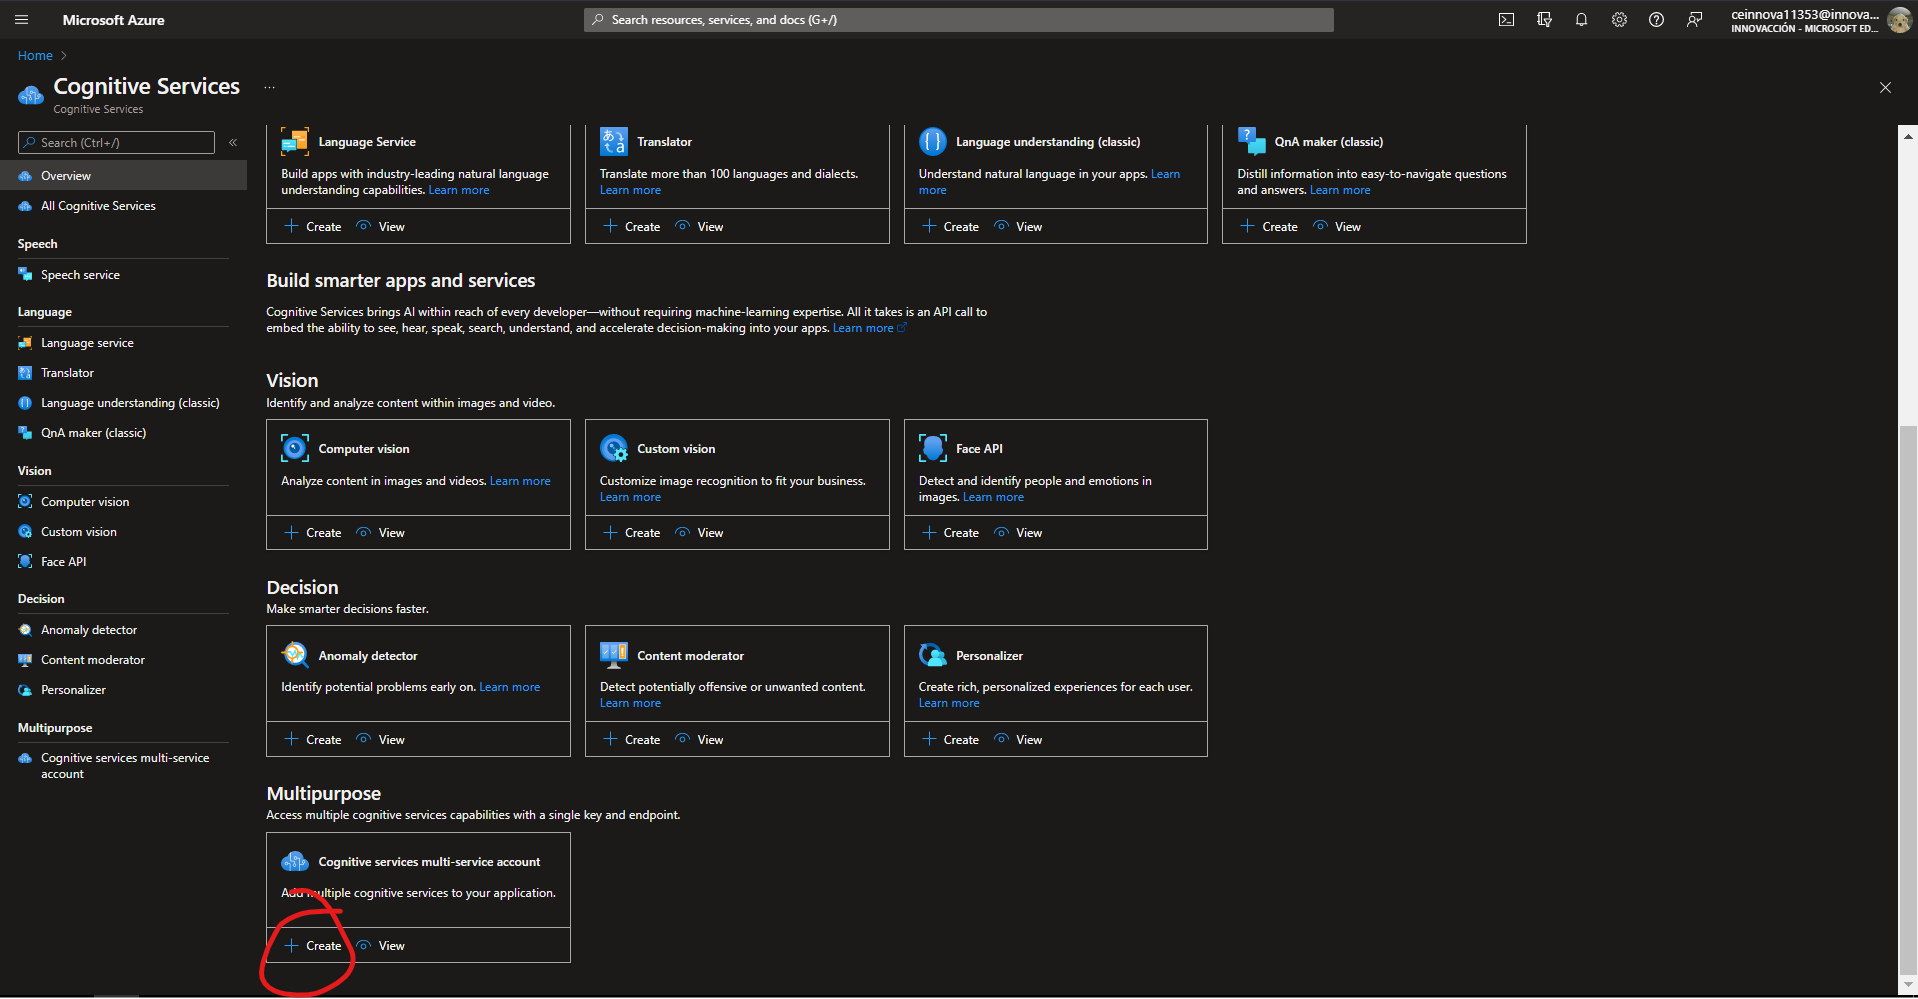 Microsoft Azure
Search resources, services, and docs (G+/)
ceinnova11353@innova...
INNOVACCIÓN - MICROSOFT ED...
Home
Cognitive Services
...
Cognitive Services
Search (Ctrl+/)
«
Overview
All Cognitive Services
Speech
Speech service
Language
Language service
Translator
Language understanding (classic)
QnA maker (classic)
Vision
Computer vision
Custom vision
Face API
Decision
Anomaly detector
Content moderator
Personalizer
Multipurpose
Cognitive services multi-service
account
Language Service
Build apps with industry-leading natural language
understanding capabilities. Learn more
Create View
Translator
Translate more than 100 languages and dialects.
Learn more
Create View
Language understanding (classic)
Understand natural language in your apps. Learn
more
Create View
QnA maker (classic)
Distill information into easy-to-navigate questions
and answers. Learn more
Create View
Build smarter apps and services
Cognitive Services brings AI within reach of every developer—without requiring machine-learning expertise. All it takes is an API call to
embed the ability to see, hear, speak, search, understand, and accelerate decision-making into your apps. Learn more
Vision
Identify and analyze content within images and video.
Computer vision
Analyze content in images and videos. Learn more
Create View
Custom vision
Customize image recognition to fit your business.
Learn more
Create View
Face API
Detect and identify people and emotions in
images. Learn more
Create View
Decision
Make smarter decisions faster.
Anomaly detector
Identify potential problems early on. Learn more
Create View
Content moderator
Detect potentially offensive or unwanted content.
Learn more
Create View
Personalizer
Create rich, personalized experiences for each user.
Learn more
Create View
Multipurpose
Access multiple cognitive services capabilities with a single key and endpoint.
Cognitive services multi-service account
Add multiple cognitive services to your application.
Create View